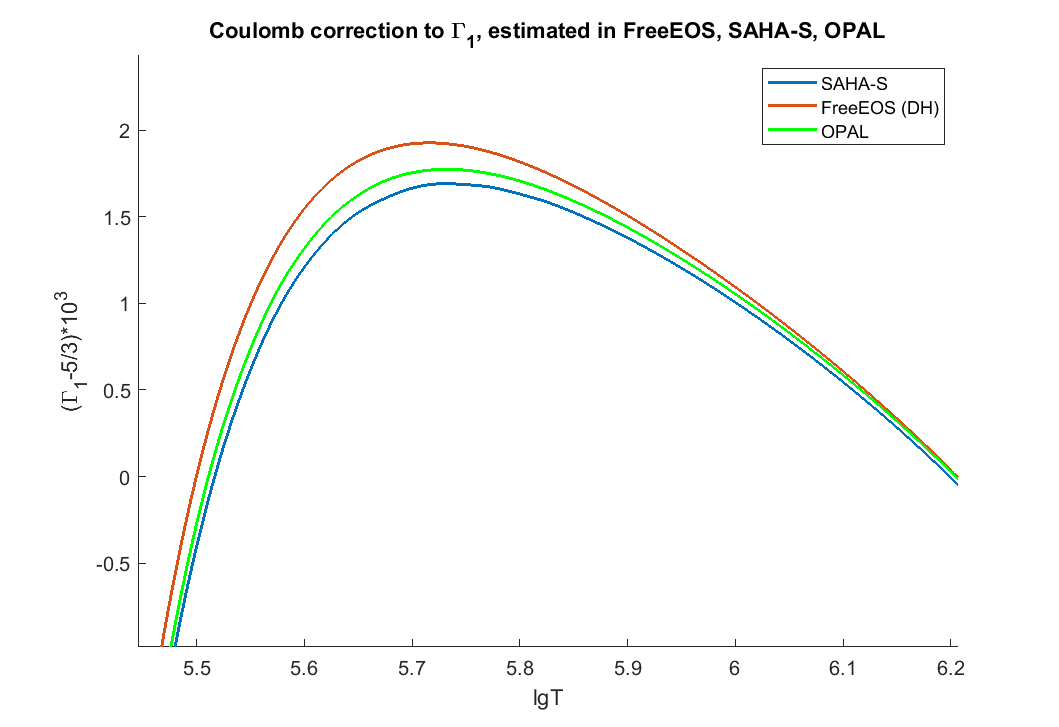 Coulomb correction to Γ1, estimated in FreeEOS, SAHA-S, OPAL
SAHA-S
FreeEOS (DH)
OPAL
(Γ1-5/3)*10^3
2
1.5
1
0.5
0
-0.5
5.5
5.6
5.7
5.8
5.9
6
6.1
6.2
lgT